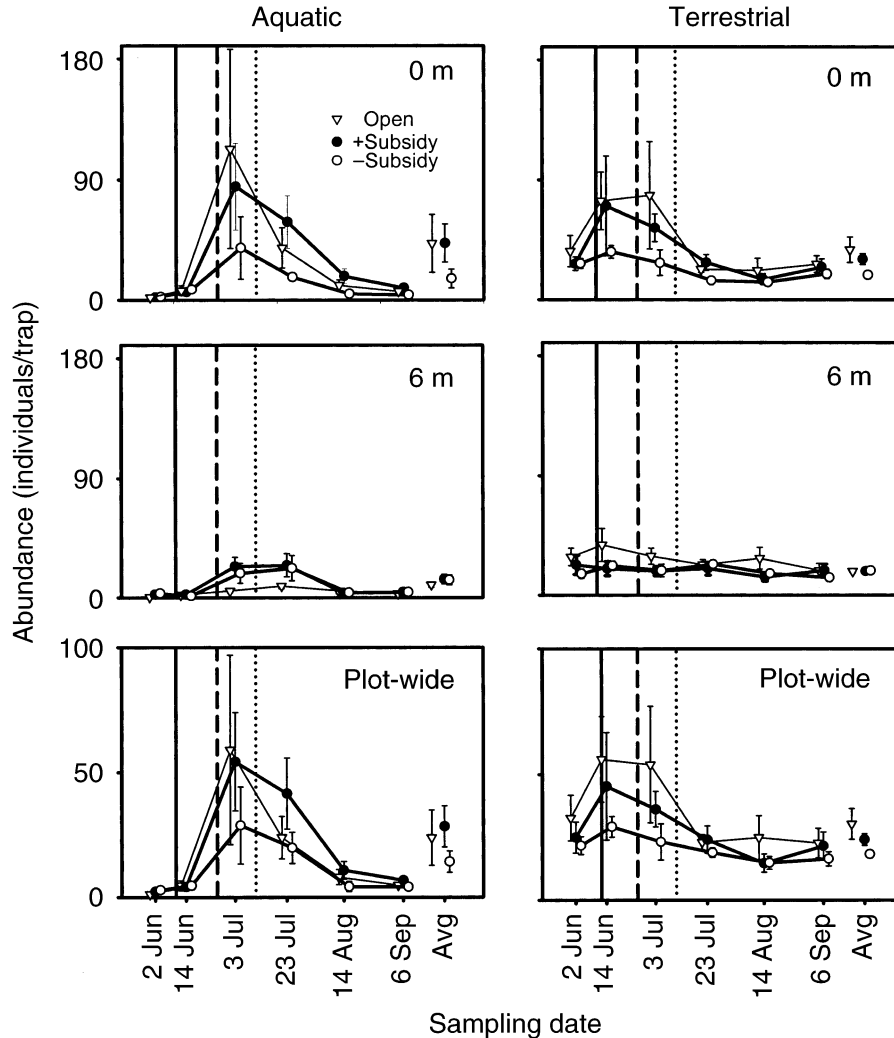 Aquatic
Terrestrial
Abundance (individuals/trap)
180
0 m
▽ Open
● +Subsidy
○ –Subsidy
90
0
0 m
180
6 m
90
0
6 m
100
Plot-wide
50
0
Plot-wide
2 Jun
14 Jun
3 Jul
23 Jul
14 Aug
6 Sep
Avg
2 Jun
14 Jun
3 Jul
23 Jul
14 Aug
6 Sep
Avg
Sampling date